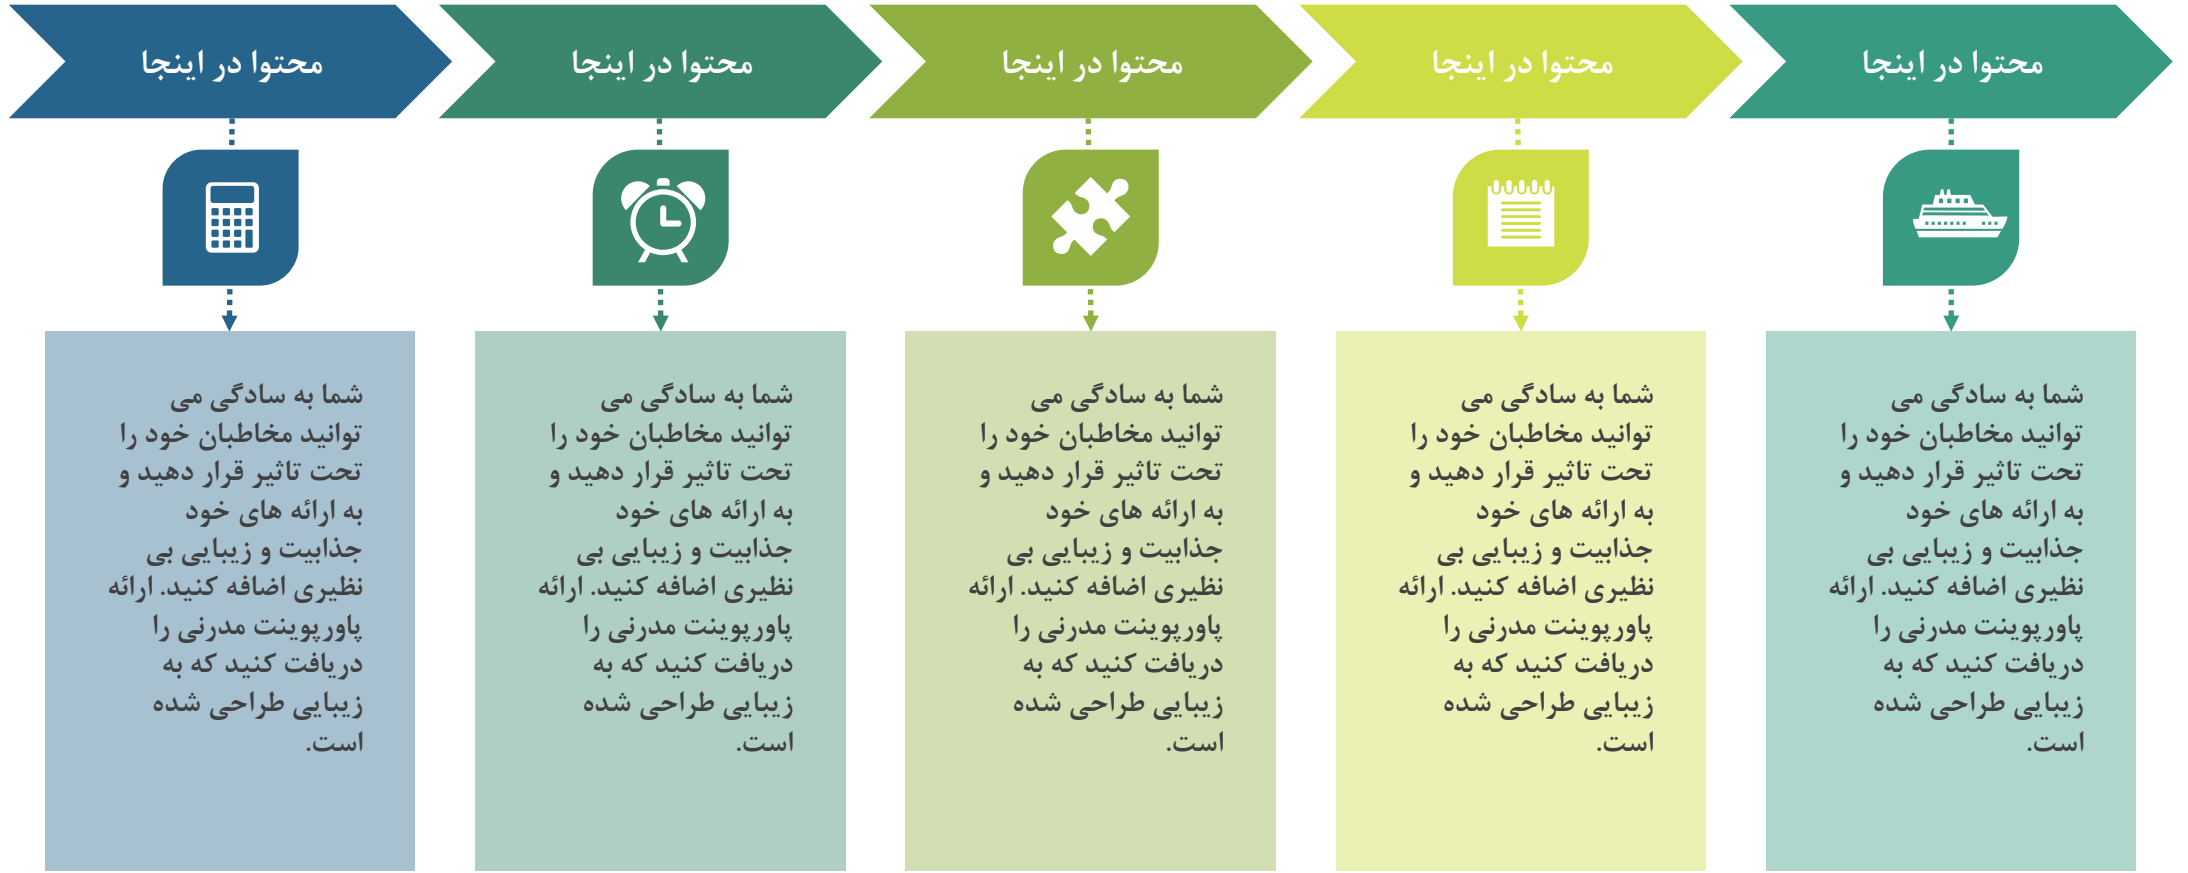 محتوا در اینجا
محتوا در اینجا
محتوا در اینجا
محتوا در اینجا
محتوا در اینجا
شما به سادگی می
توانید مخاطبان خود را
تحت تاثیر قرار دهید و
به ارائه های خود
جذابیت و زیبایی بی
نظیری اضافه کنید. ارائه
پاورپوینت مدرنی را
دریافت کنید که به
زیبایی طراحی شده
است.
شما به سادگی می
توانید مخاطبان خود را
تحت تاثیر قرار دهید و
به ارائه های خود
جذابیت و زیبایی بی
نظیری اضافه کنید. ارائه
پاورپوینت مدرنی را
دریافت کنید که به
زیبایی طراحی شده
است.
شما به سادگی می
توانید مخاطبان خود را
تحت تاثیر قرار دهید و
به ارائه های خود
جذابیت و زیبایی بی
نظیری اضافه کنید. ارائه
پاورپوینت مدرنی را
دریافت کنید که به
زیبایی طراحی شده
است.
شما به سادگی می
توانید مخاطبان خود را
تحت تاثیر قرار دهید و
به ارائه های خود
جذابیت و زیبایی بی
نظیری اضافه کنید. ارائه
پاورپوینت مدرنی را
دریافت کنید که به
زیبایی طراحی شده
است.
شما به سادگی می
توانید مخاطبان خود را
تحت تاثیر قرار دهید و
به ارائه های خود
جذابیت و زیبایی بی
نظیری اضافه کنید. ارائه
پاورپوینت مدرنی را
دریافت کنید که به
زیبایی طراحی شده
است.